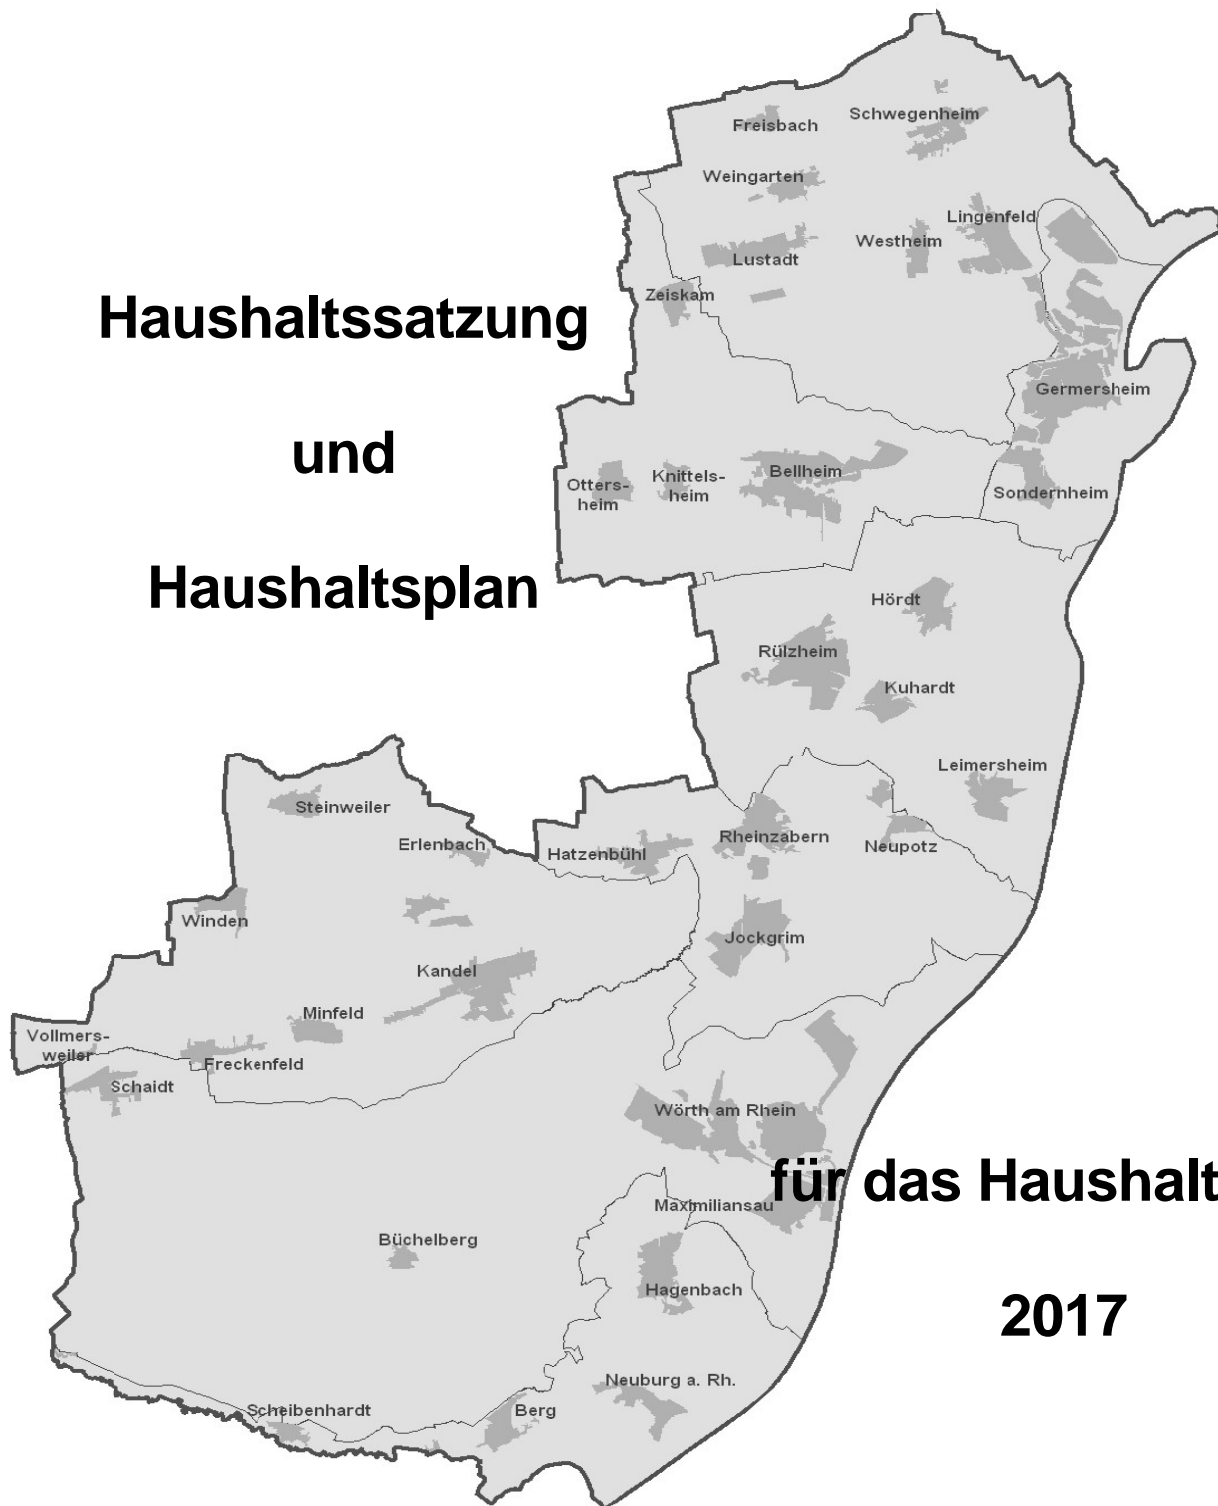 Freisbach
Schwegenheim
Weingarten
Lingenfeld
Westheim
Lustadt
Zeiskam
Haushaltssatzung
Germersheim
und
Bellheim
Otters-
heim
Knittels-
heim
Sondernheim
Haushaltsplan
Hördt
Rülzheim
Kuhardt
Leimersheim
Steinweiler
Erlenbach
Hatzenbühl
Rheinzabern
Neupotz
Winden
Jockgrim
Kandel
Minfeld
Vollmers-
weiler
Freckenfeld
Schaidt
Wörth am Rhein
für das Haushalt
Maximiliansau
Büchelberg
Hagenbach
2017
Neuburg a. Rh.
Scheibenhardt
Berg